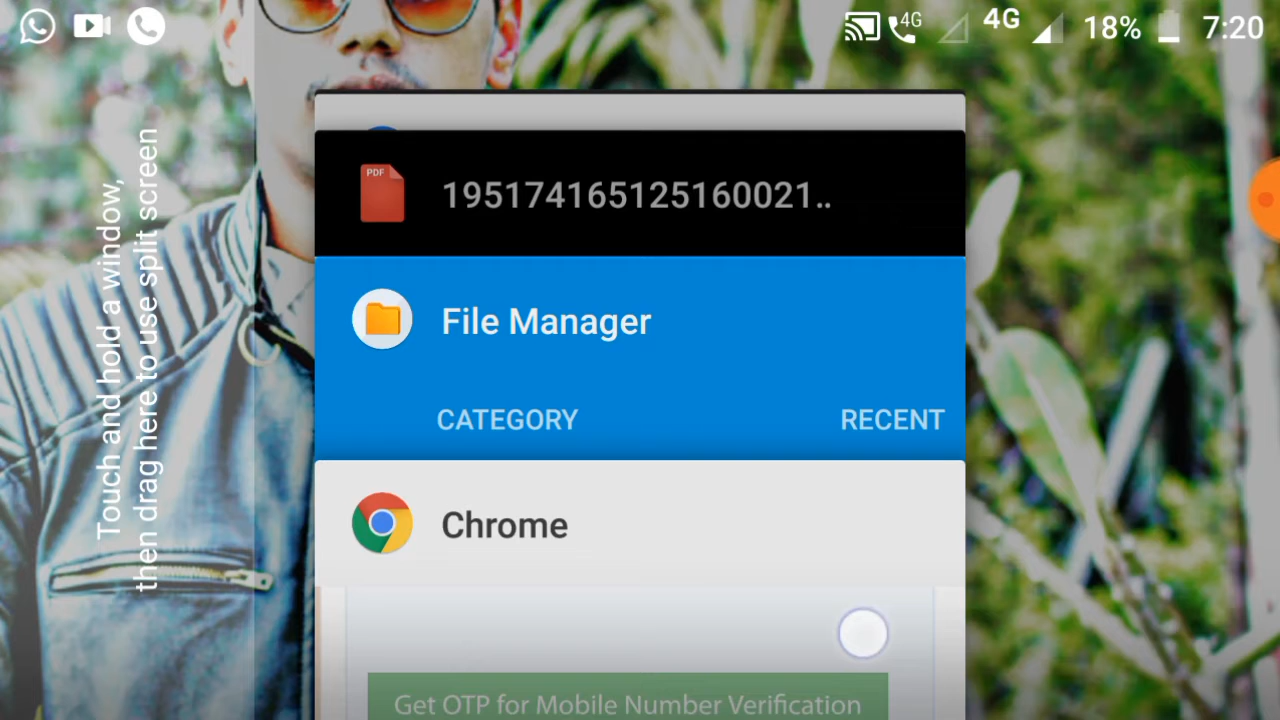 4G 4G 18% 7:20
Touch and hold a window,
then drag here to use split screen
PDF
195174165125160021..
File Manager
CATEGORY RECENT
Chrome
Get OTP for Mobile Number Verification